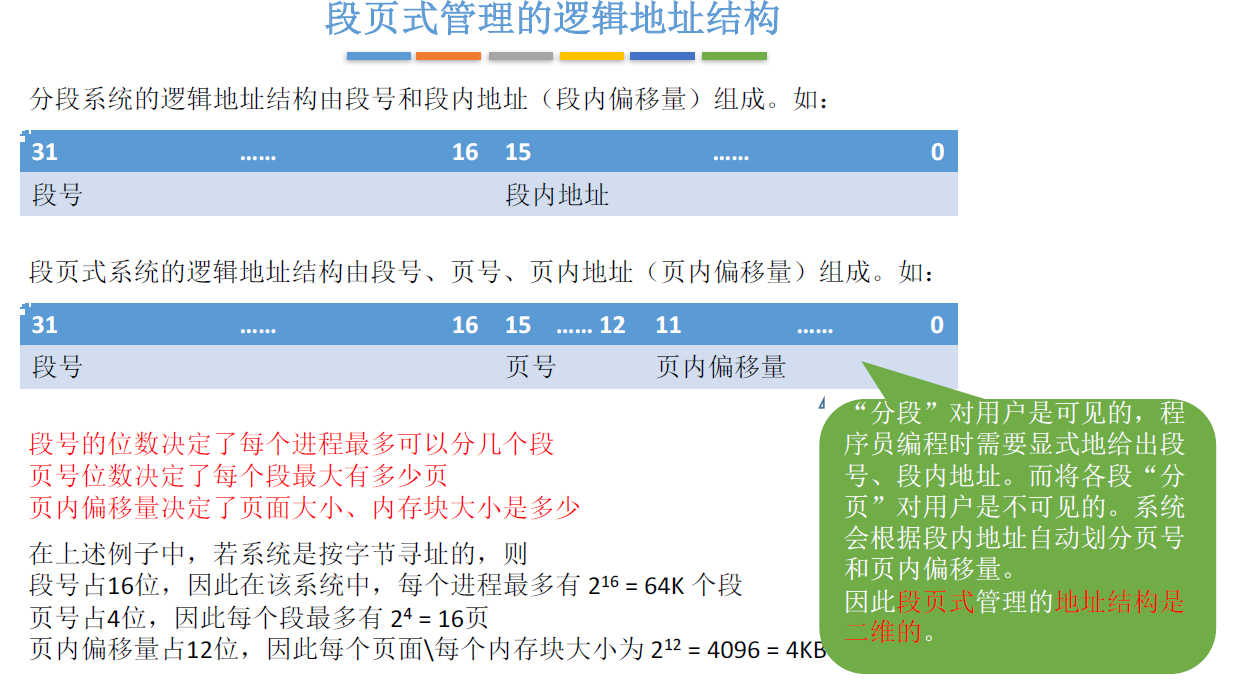 段页式管理的逻辑地址结构
分段系统的逻辑地址结构由段号和段内地址（段内偏移量）组成。如：
31 …… 16 15 …… 0
段号 段内地址
段页式系统的逻辑地址结构由段号、页号、页内地址（页内偏移量）组成。如：
31 …… 16 15 …… 12 11 …… 0
段号 页号 页内偏移量
段号的位数决定了每个进程最多可以分几个段
页号位数决定了每个段最大有多少页
页内偏移量决定了页面大小、内存块大小是多少
在上述例子中，若系统是按字节寻址的，则
段号占16位，因此在该系统中，每个进程最多有 2¹⁶ = 64K 个段
页号占4位，因此每个段最多有 2⁴ = 16页
页内偏移量占12位，因此每个页面\每个内存块大小为 2¹² = 4096 = 4KB
“分段”对用户是可见的，程
序员编程时需要显式地给出段
号、段内地址。而将各段“分
页”对用户是不可见的。系统
会根据段内地址自动划分页号
和页内偏移量。
因此段页式管理的地址结构是
二维的。